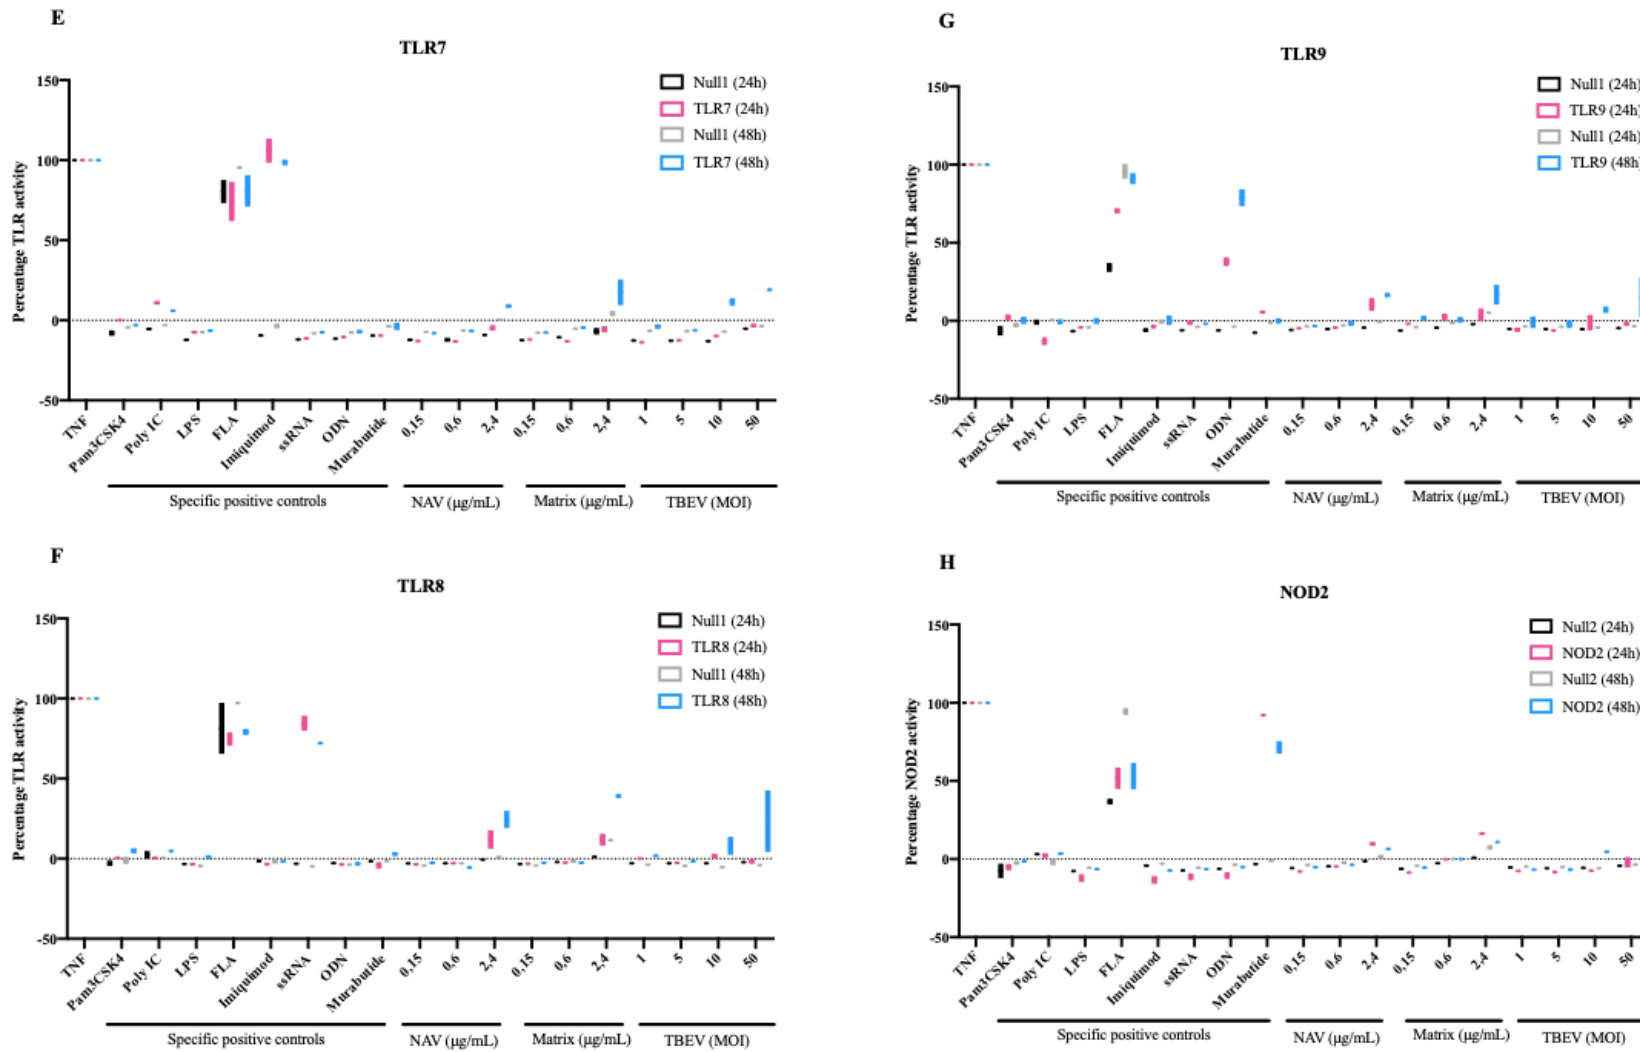 E
TLR7
150
100
50
0
-50
Percentage TLR activity
Null1 (24h)
TLR7 (24h)
Null1 (48h)
TLR7 (48h)
TNF
Pam3CSK4
Poly IC
LPS
FLA
Imiquimod
ssRNA
ODN
Murabutide
0,15
0,6
2,4
0,15
0,6
2,4
1
5
10
50
Specific positive controls
NAV (µg/mL)
Matrix (µg/mL)
TBEV (MOI)
G
TLR9
150
100
50
0
-50
Percentage TLR activity
Null1 (24h)
TLR9 (24h)
Null1 (24h)
TLR9 (48h)
TNF
Pam3CSK4
Poly IC
LPS
FLA
Imiquimod
ssRNA
ODN
Murabutide
0,15
0,6
2,4
0,15
0,6
2,4
1
5
10
50
Specific positive controls
NAV (µg/mL)
Matrix (µg/mL)
TBEV (MOI)
F
TLR8
150
100
50
0
-50
Percentage TLR activity
Null1 (24h)
TLR8 (24h)
Null1 (48h)
TLR8 (48h)
TNF
Pam3CSK4
Poly IC
LPS
FLA
Imiquimod
ssRNA
ODN
Murabutide
0,15
0,6
2,4
0,15
0,6
2,4
1
5
10
50
Specific positive controls
NAV (µg/mL)
Matrix (µg/mL)
TBEV (MOI)
H
NOD2
150
100
50
0
-50
Percentage NOD2 activity
Null2 (24h)
NOD2 (24h)
Null2 (48h)
NOD2 (48h)
TNF
Pam3CSK4
Poly IC
LPS
FLA
Imiquimod
ssRNA
ODN
Murabutide
0,15
0,6
2,4
0,15
0,6
2,4
1
5
10
50
Specific positive controls
NAV (µg/mL)
Matrix (µg/mL)
TBEV (MOI)